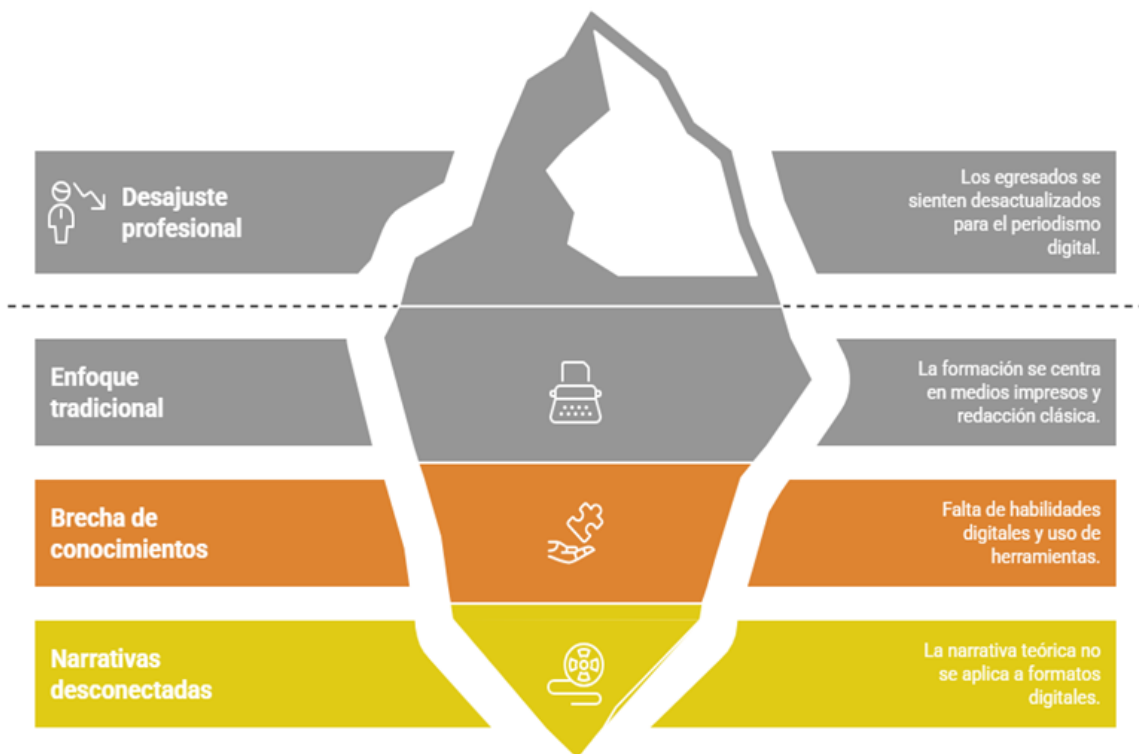 Desajuste
profesional
Los egresados se
sienten desactualizados
para el periodismo
digital.
Enfoque
tradicional
La formación se centra
en medios impresos y
redacción clásica.
Brecha de
conocimientos
Falta de habilidades
digitales y uso de
herramientas.
Narrativas
desconectadas
La narrativa teórica no
se aplica a formatos
digitales.